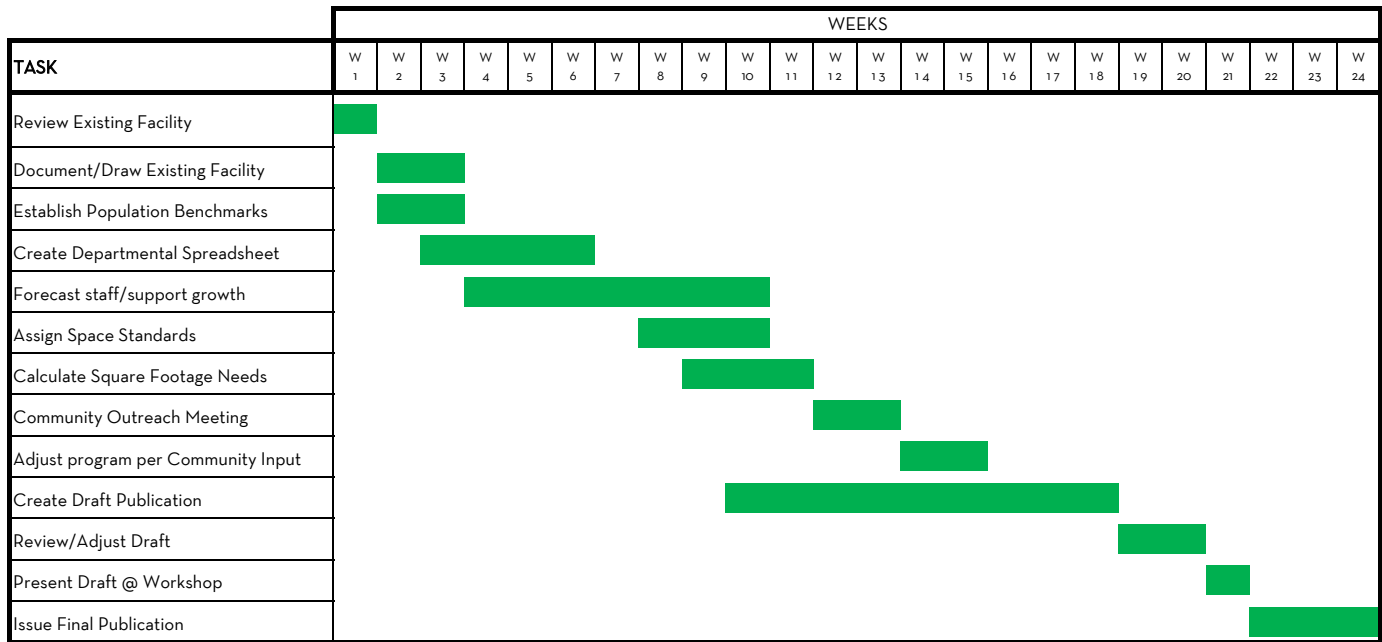 WEEKS
TASK
W 1 W 2 W 3 W 4 W 5 W 6 W 7 W 8 W 9 W 10 W 11 W 12 W 13 W 14 W 15 W 16 W 17 W 18 W 19 W 20 W 21 W 22 W 23 W 24
Review Existing Facility
Document/Draw Existing Facility
Establish Population Benchmarks
Create Departmental Spreadsheet
Forecast staff/support growth
Assign Space Standards
Calculate Square Footage Needs
Community Outreach Meeting
Adjust program per Community Input
Create Draft Publication
Review/Adjust Draft
Present Draft @ Workshop
Issue Final Publication